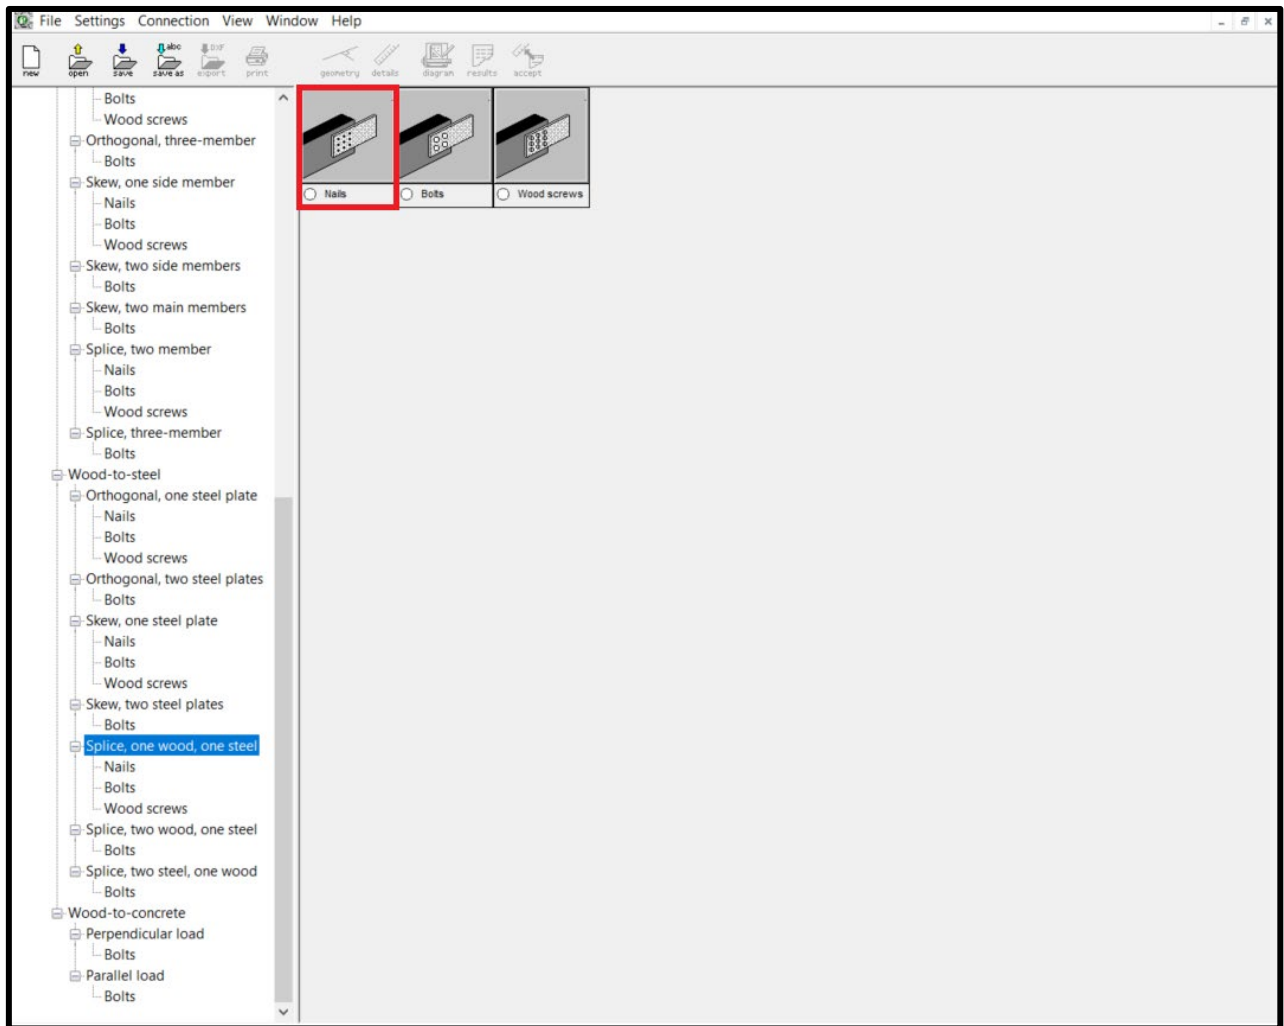 File Settings Connection View Window Help
new open save save as export print geometry details diagram results accept
abc DXF
Bolts
Wood screws
Orthogonal, three-member
Bolts
Skew, one side member
Nails
Bolts
Wood screws
Skew, two side members
Bolts
Skew, two main members
Bolts
Splice, two member
Nails
Bolts
Wood screws
Splice, three-member
Bolts
Wood-to-steel
Orthogonal, one steel plate
Nails
Bolts
Wood screws
Orthogonal, two steel plates
Bolts
Skew, one steel plate
Nails
Bolts
Wood screws
Skew, two steel plates
Bolts
Splice, one wood, one steel
Nails
Bolts
Wood screws
Splice, two wood, one steel
Bolts
Splice, two steel, one wood
Bolts
Wood-to-concrete
Perpendicular load
Bolts
Parallel load
Bolts
Nails Bolts Wood screws